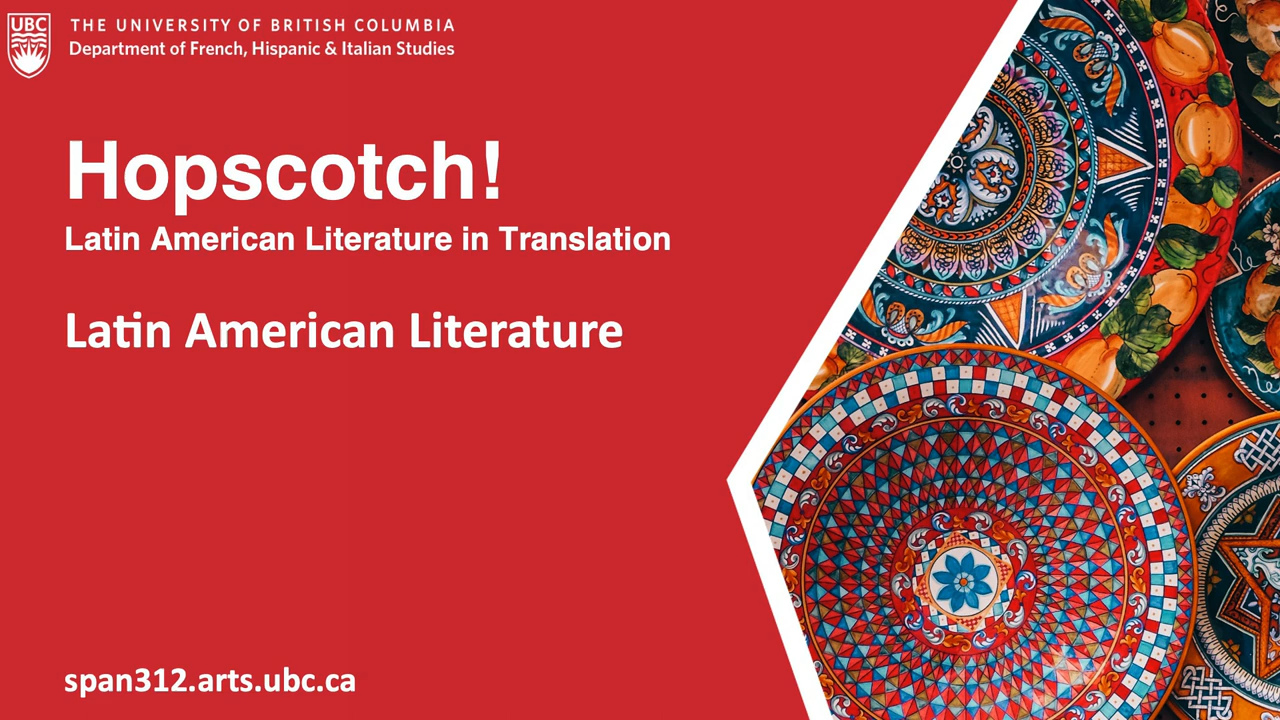 UBC
THE UNIVERSITY OF BRITISH COLUMBIA
Department of French, Hispanic & Italian Studies
Hopscotch!
Latin American Literature in Translation
Latin American Literature
span312.arts.ubc.ca